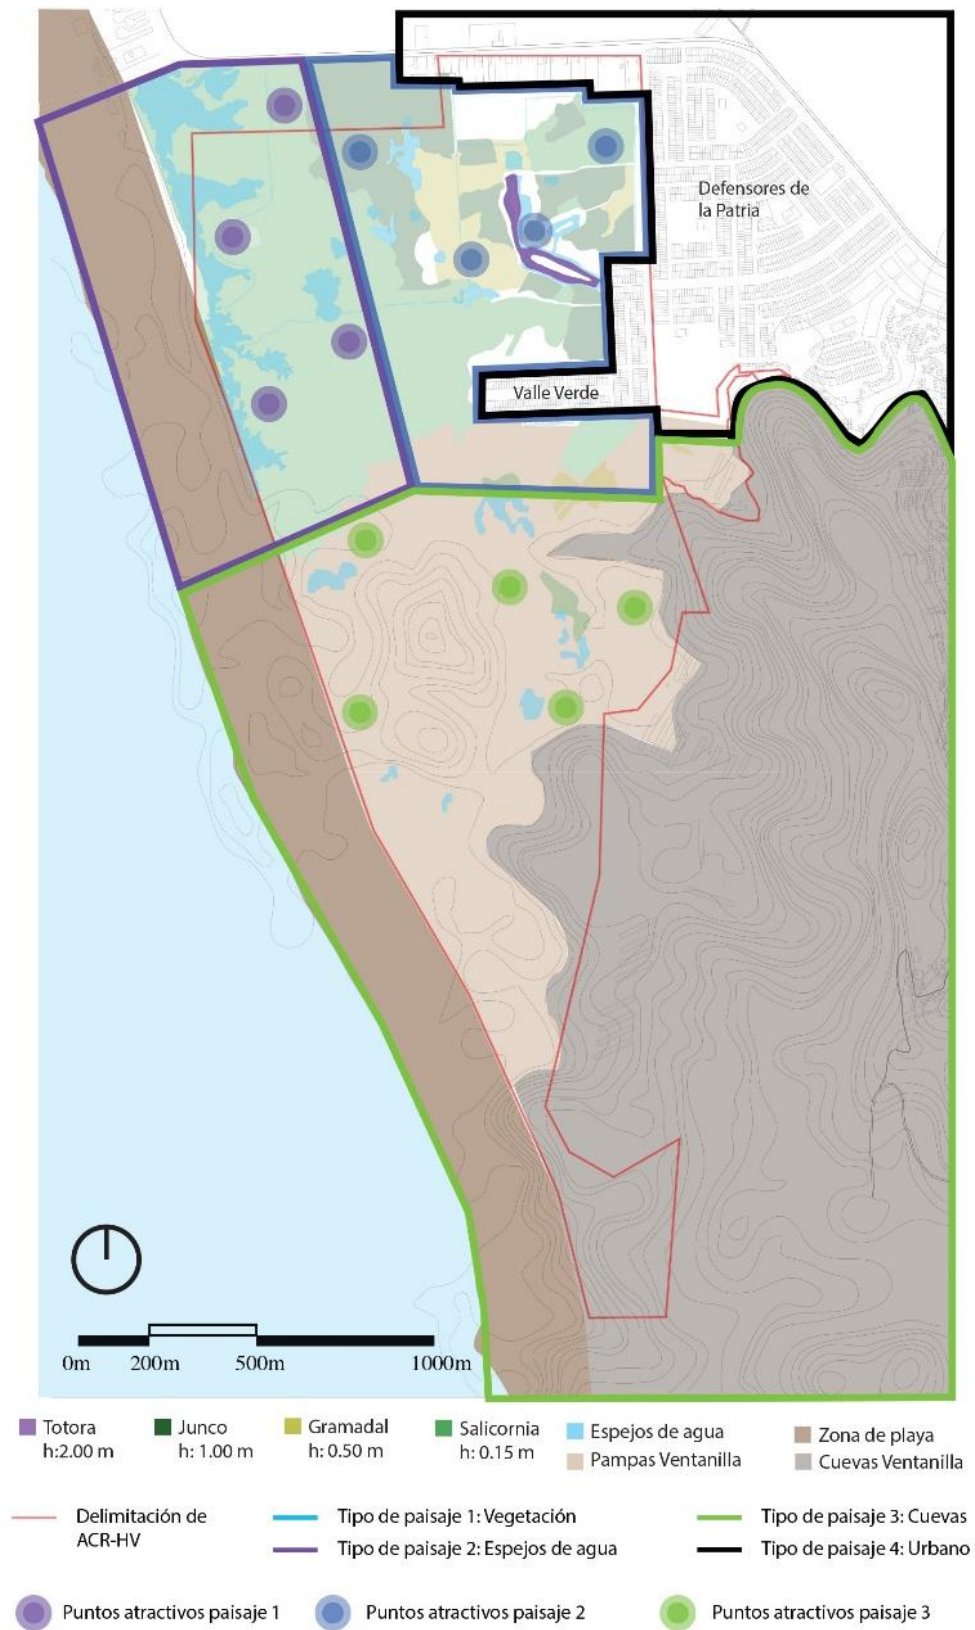 Defensores de
la Patria
Valle Verde
0m 200m 500m 1000m
Totora
h:2.00 m
Junco
h: 1.00 m
Gramadal
h: 0.50 m
Salicornia
h: 0.15 m
Espejos de agua
Pampas Ventanilla
Zona de playa
Cuevas Ventanilla
Delimitación de
ACR-HV
Tipo de paisaje 1: Vegetación
Tipo de paisaje 2: Espejos de agua
Tipo de paisaje 3: Cuevas
Tipo de paisaje 4: Urbano
Puntos atractivos paisaje 1
Puntos atractivos paisaje 2
Puntos atractivos paisaje 3